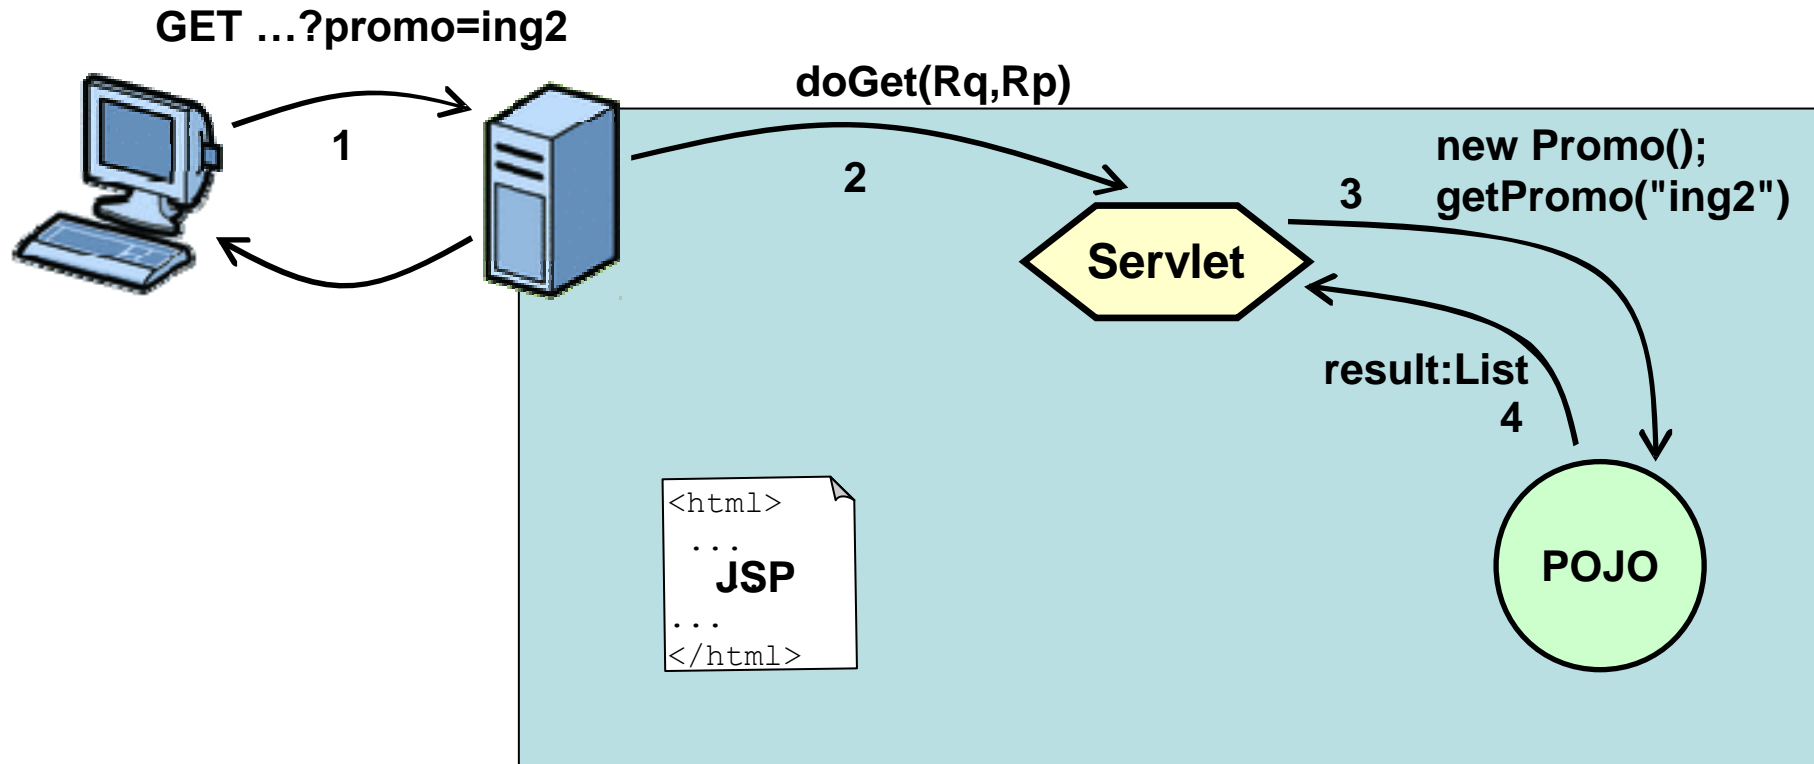 GET …?promo=ing2
doGet(Rq,Rp)
1
2
new Promo();
3
getPromo("ing2")
Servlet
result:List
4
<html>
...
JSP
...
</html>
POJO